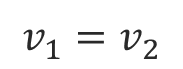 𝑣₁ = 𝑣₂